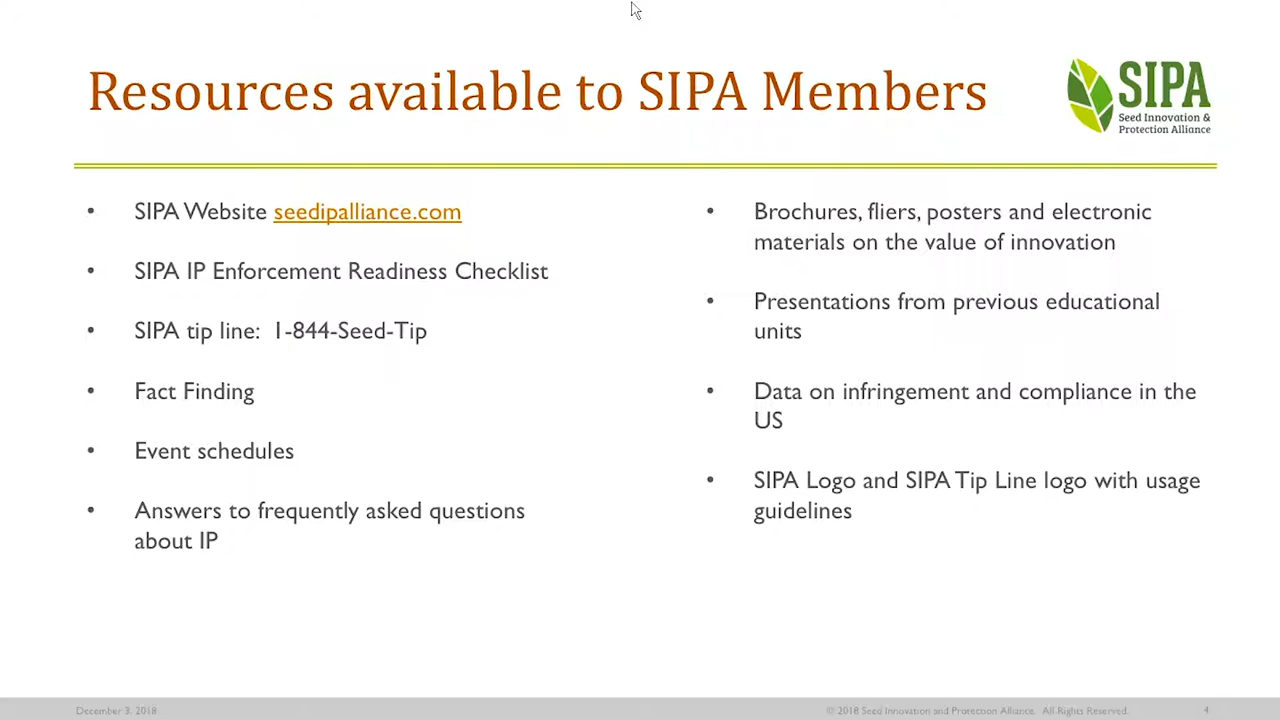 Resources available to SIPA Members
SIPA
Seed Innovation &
Protection Alliance
• SIPA Website seedipalliance.com
• SIPA IP Enforcement Readiness Checklist
• SIPA tip line: 1-844-Seed-Tip
• Fact Finding
• Event schedules
• Answers to frequently asked questions
about IP
• Brochures, fliers, posters and electronic
materials on the value of innovation
• Presentations from previous educational
units
• Data on infringement and compliance in the
US
• SIPA Logo and SIPA Tip Line logo with usage
guidelines
December 3, 2018
© 2018 Seed Innovation and Protection Alliance. All Rights Reserved.
4